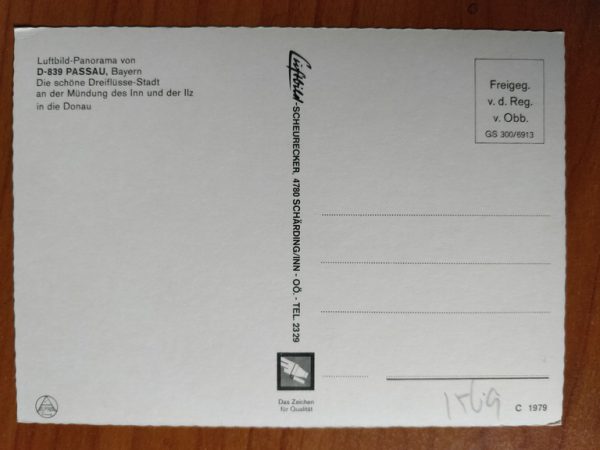 Luftbild-Panorama von
D-839 PASSAU, Bayern
Die schöne Dreiflüsse-Stadt
an der Mündung des Inn und der Ilz
in die Donau
Luftbild-SCHEURECKER, 4780 SCHÄRDING/INN - OÖ. - TEL. 2329
Das Zeichen
für Qualität
Freigeg.
v. d. Reg.
v. Obb.
GS 300/6913
C 1979